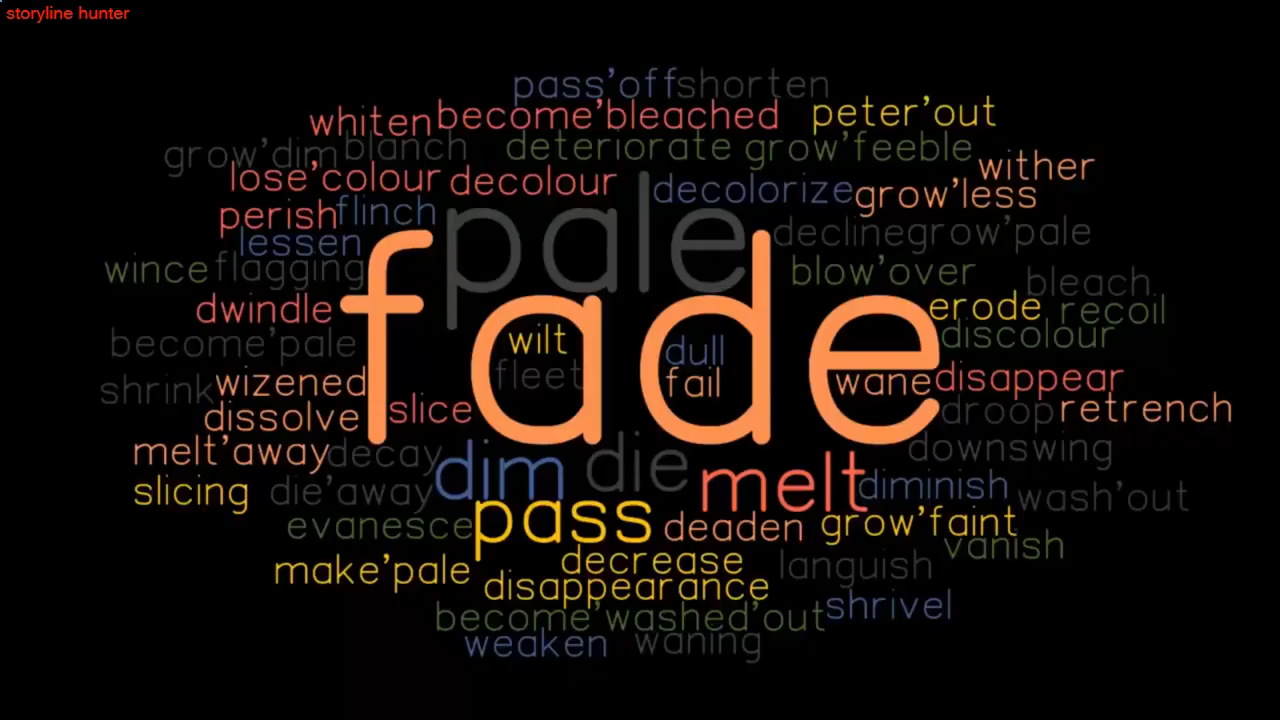 storyline hunter
pass'off shorten
whiten become'bleached peter'out
grow'dim blanch deteriorate grow'feeble
wither
lose'colour decolour decolorize grow'less
perish flinch pale
lessen decline grow'pale
wince flagging blow'over bleach
fade
dwindle erode recoil
become'pale wilt dull discolour
shrink wizened fleet fail wane disappear
dissolve slice droop retrench
melt'away decay downswing
dim die melt
slicing die'away diminish wash'out
evanesce pass deaden grow'faint
vanish
make'pale decrease languish
disappearance
become'washed'out shrivel
weaken waning